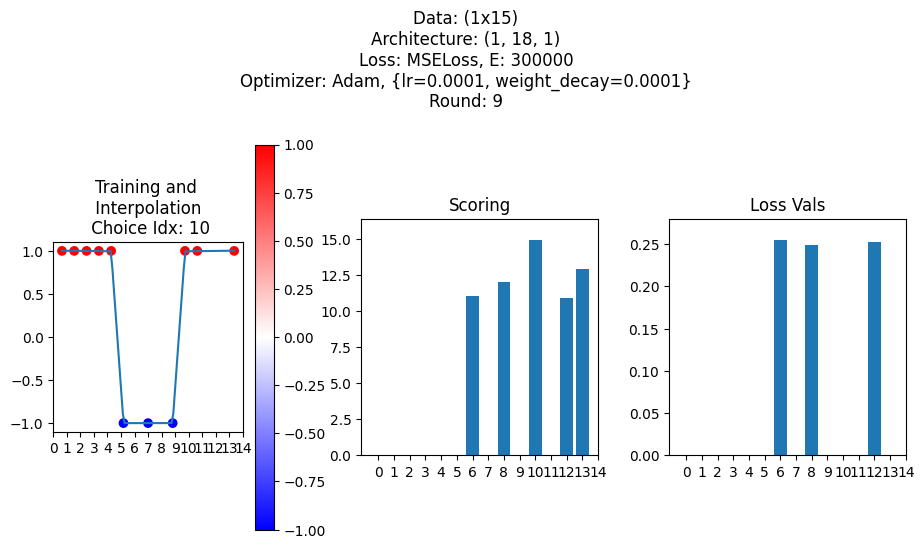 Data: (1x15)
Architecture: (1, 18, 1)
Loss: MSELoss, E: 300000
Optimizer: Adam, {lr=0.0001, weight_decay=0.0001}
Round: 9
Training and
Interpolation
Choice Idx: 10
1.0
0.5
0.0
−0.5
−1.0
0 1 2 3 4 5 6 7 8 9 10 11 12 13 14
1.00
0.75
0.50
0.25
0.00
−0.25
−0.50
−0.75
−1.00
Scoring
15.0
12.5
10.0
7.5
5.0
2.5
0.0
0 1 2 3 4 5 6 7 8 9 10 11 12 13 14
Loss Vals
0.25
0.20
0.15
0.10
0.05
0.00
0 1 2 3 4 5 6 7 8 9 10 11 12 13 14